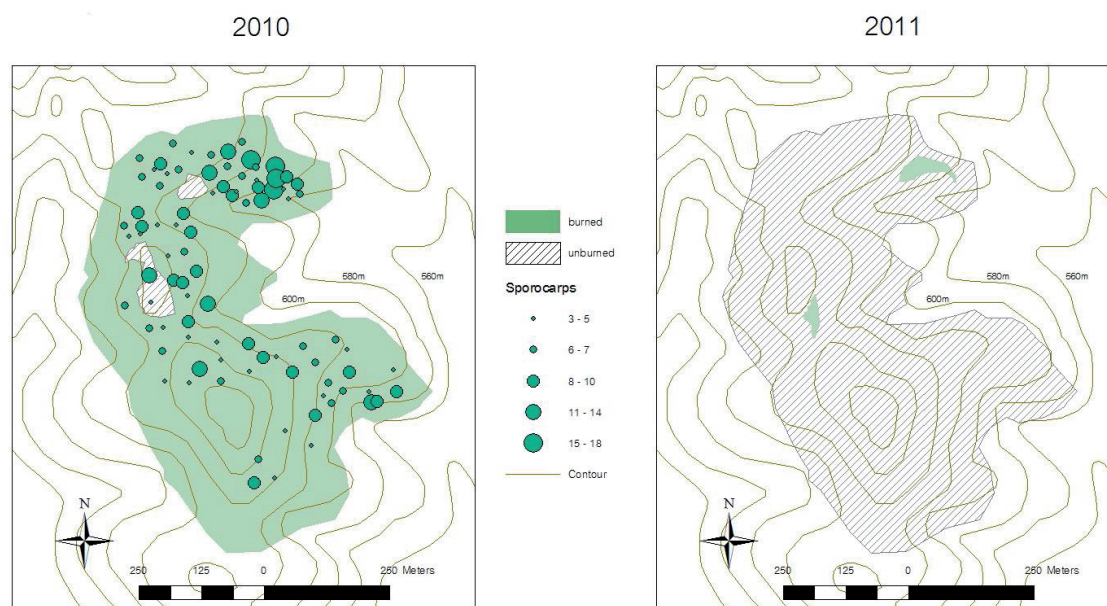 2010
2011
burned
unburned
Sporocarps
3 - 5
6 - 7
8 - 10
11 - 14
15 - 18
Contour
580m
560m
600m
580m
560m
600m
N
N
250 125 0 250 Meters
250 125 0 250 Meters